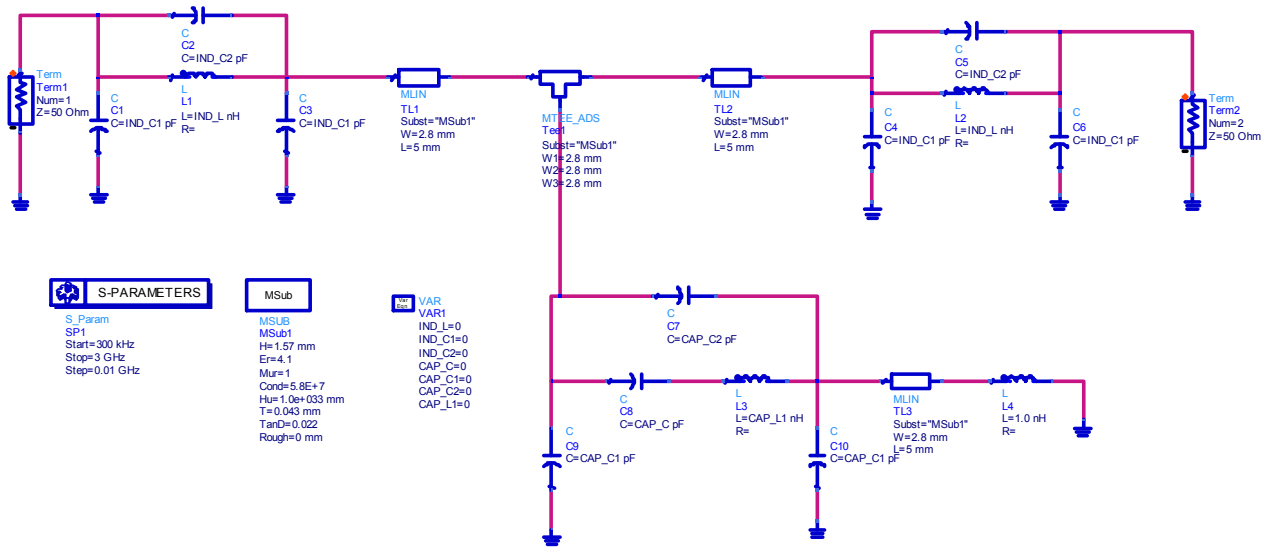 C
C2
C=IND_C2 pF
Term
Term1
Num=1
Z=50 Ohm
L
L1
L=IND_L nH
R=
C
C1
C=IND_C1 pF
C
C3
C=IND_C1 pF
MLIN
TL1
Subst="MSub1"
W=2.8 mm
L=5 mm
MTEE_ADS
Tee1
Subst="MSub1"
W1=2.8 mm
W2=2.8 mm
W3=2.8 mm
MLIN
TL2
Subst="MSub1"
W=2.8 mm
L=5 mm
C
C5
C=IND_C2 pF
L
L2
L=IND_L nH
R=
C
C4
C=IND_C1 pF
C
C6
C=IND_C1 pF
Term
Term2
Num=2
Z=50 Ohm
S-PARAMETERS
S_Param
SP1
Start=300 kHz
Stop=3 GHz
Step=0.01 GHz
MSub
MSUB
MSub1
H=1.57 mm
Er=4.1
Mur=1
Cond=5.8E+7
Hu=1.0e+033 mm
T=0.043 mm
TanD=0.022
Rough=0 mm
Var
Eqn
VAR
VAR1
IND_L=0
IND_C1=0
IND_C2=0
CAP_C=0
CAP_C1=0
CAP_C2=0
CAP_L1=0
C
C7
C=CAP_C2 pF
C
C8
C=CAP_C pF
L
L3
L=CAP_L1 nH
R=
MLIN
TL3
Subst="MSub1"
W=2.8 mm
L=5 mm
L
L4
L=1.0 nH
R=
C
C9
C=CAP_C1 pF
C
C10
C=CAP_C1 pF